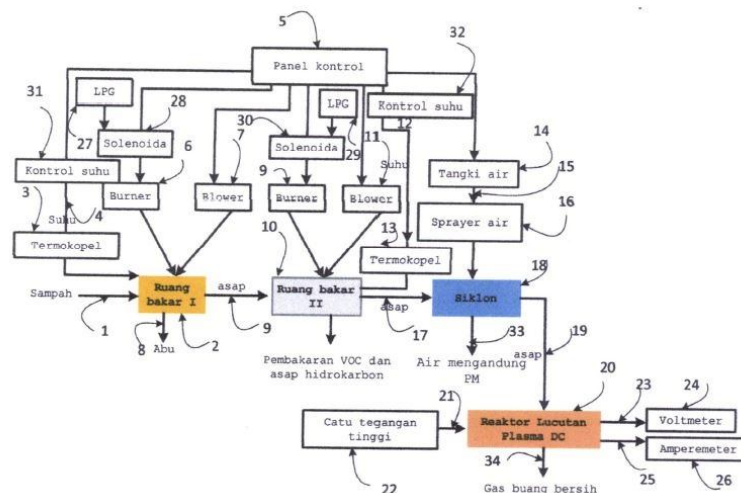 5
32
Panel kontrol
31
LPG
28
30
LPG
11
Kontrol suhu
12
27
Solenoida
7
Solenoida
29
14
6
9
Suhu
15
Kontrol suhu
Tangki air
3
Burner
Blower
Burner
Blower
16
4
Suhu
10
13
Sprayer air
Termokopel
Termokopel
18
Sampah
Ruang bakar I
asap
Ruang bakar II
asap
Siklon
1
8
2
9
17
33
19
Abu
asap
Pembakaran VOC dan
asap hidrokarbon
Air mengandung
PM
20
21
23
24
Catu tegangan
tinggi
Reaktor Lucutan
Plasma DC
Voltmeter
Amperemeter
22
34
25
26
Gas buang bersih